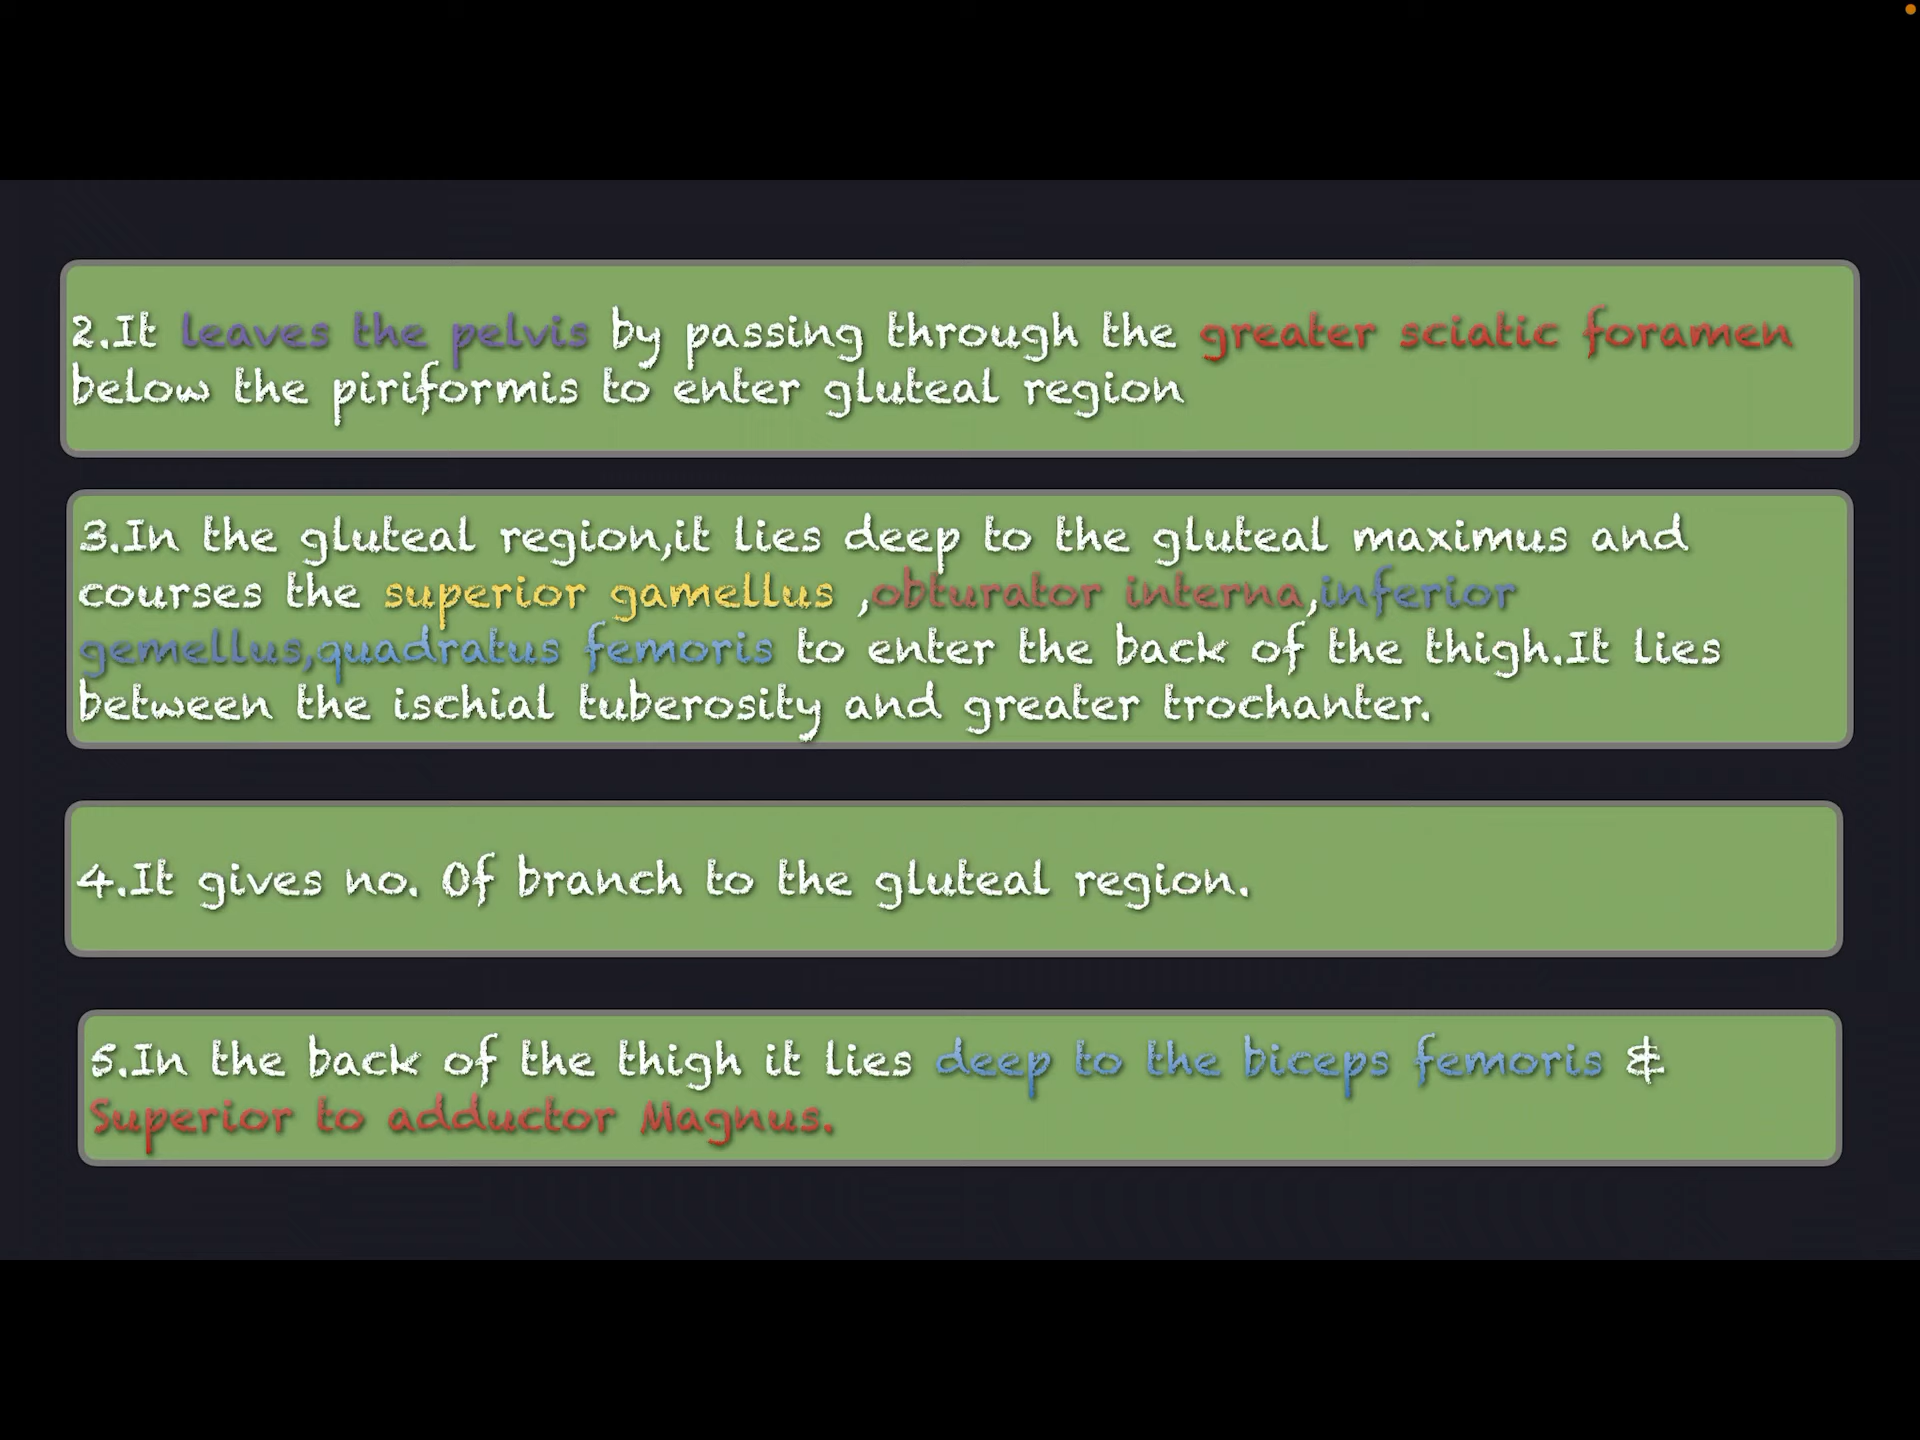 2.It leaves the pelvis by passing through the greater sciatic foramen
below the piriformis to enter gluteal region
3.In the gluteal region,it lies deep to the gluteal maximus and
courses the superior gamellus ,obturator interna,inferior
gemellus,quadratus femoris to enter the back of the thigh.It lies
between the ischial tuberosity and greater trochanter.
4.It gives no. Of branch to the gluteal region.
5.In the back of the thigh it lies deep to the biceps femoris &
Superior to adductor Magnus.